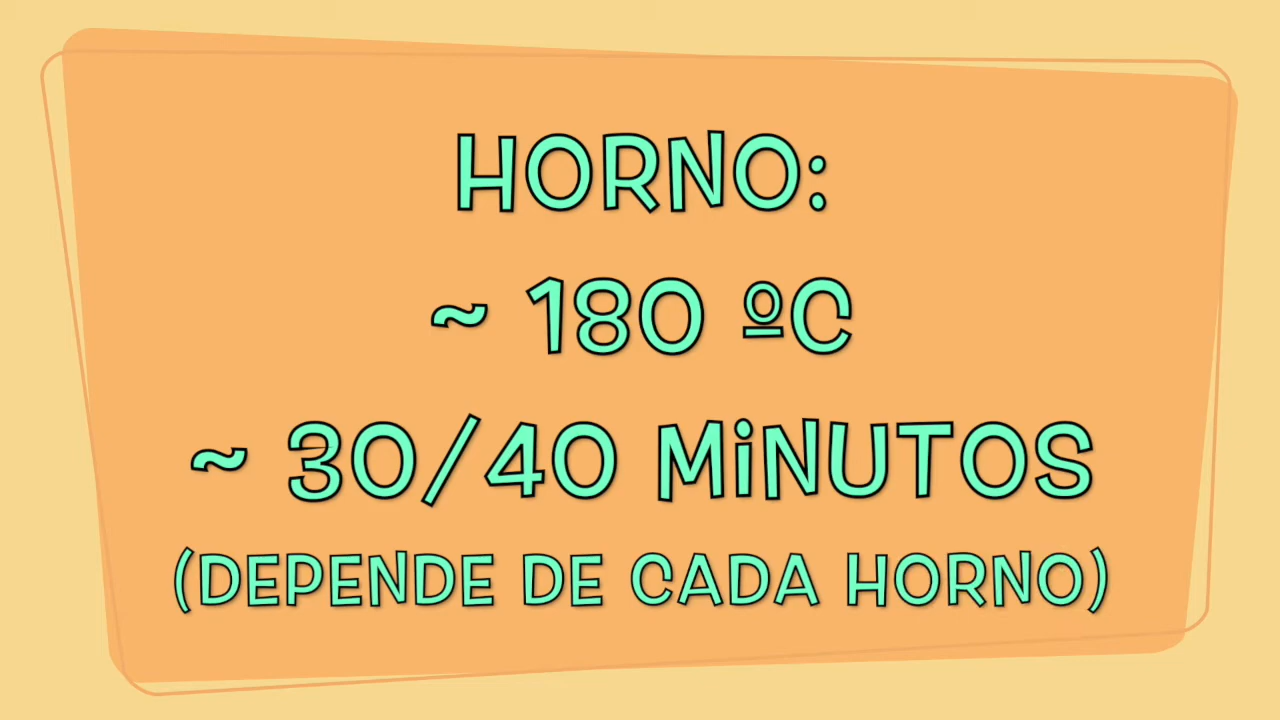 HORNO:
~ 180 ºC
~ 30/40 MiNUTOS
(DEPENDE DE CADA HORNO)